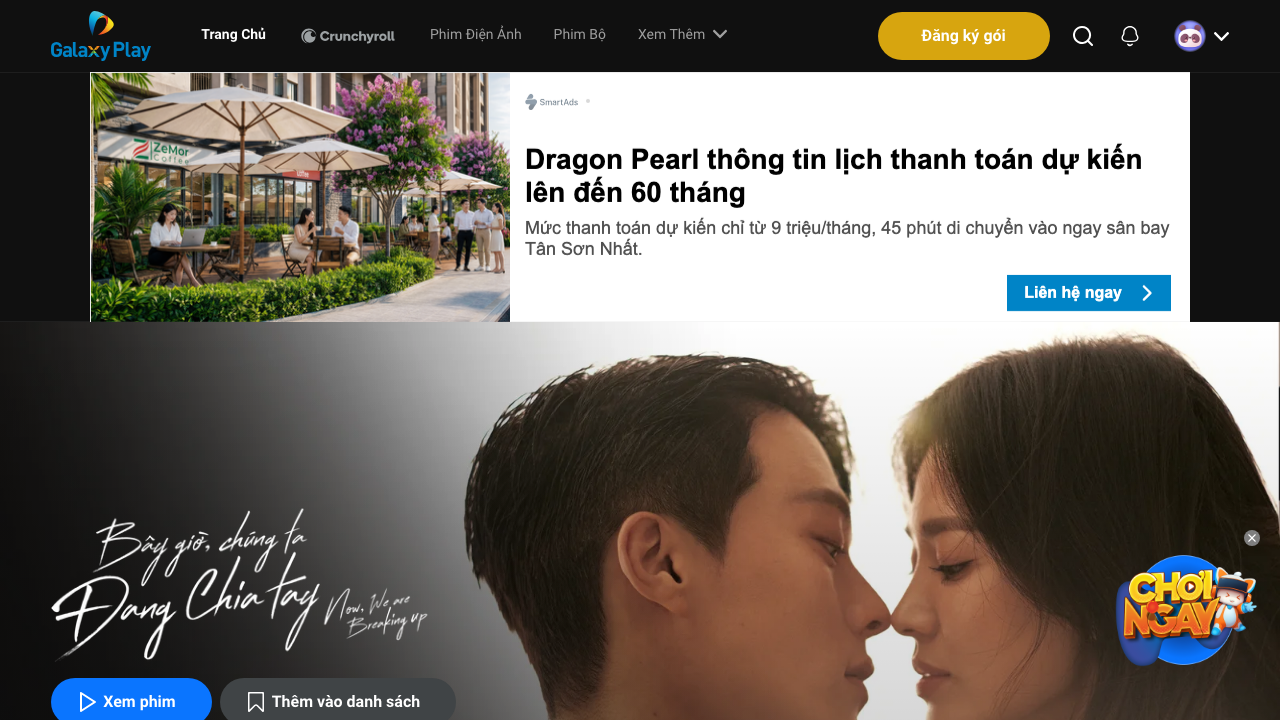 Galaxy Play
Trang Chủ
Crunchyroll
Phim Điện Ảnh
Phim Bộ
Xem Thêm
Đăng ký gói
ZeMor
Coffee
coffee
SmartAds
Dragon Pearl thông tin lịch thanh toán dự kiến
lên đến 60 tháng
Mức thanh toán dự kiến chỉ từ 9 triệu/tháng, 45 phút di chuyển vào ngay sân bay
Tân Sơn Nhất.
Liên hệ ngay
Bây giờ, chúng ta
Đang Chia tay
Now, We are
Breaking up
CHƠI
NGAY
Xem phim
Thêm vào danh sách